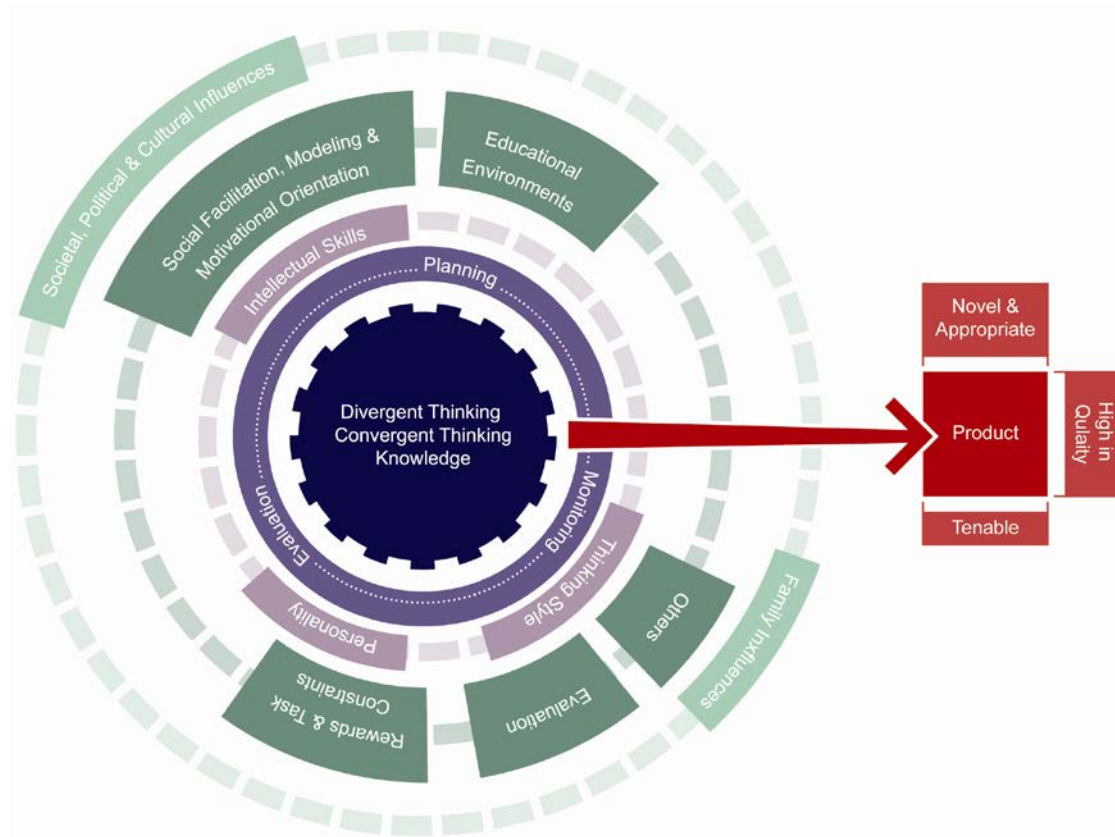 Societal, Political & Cultural Influences
Social Facilitation, Modeling &
Motivational Orientation
Educational
Environments
Intellectual Skills
Planning
Divergent Thinking
Convergent Thinking
Knowledge
Monitoring
Evaluation
Thinking Style
Personality
Others
Evaluation
Rewards & Task
Constraints
Family Inxfluences
Novel &
Appropriate
Product
High in
Qulaity
Tenable